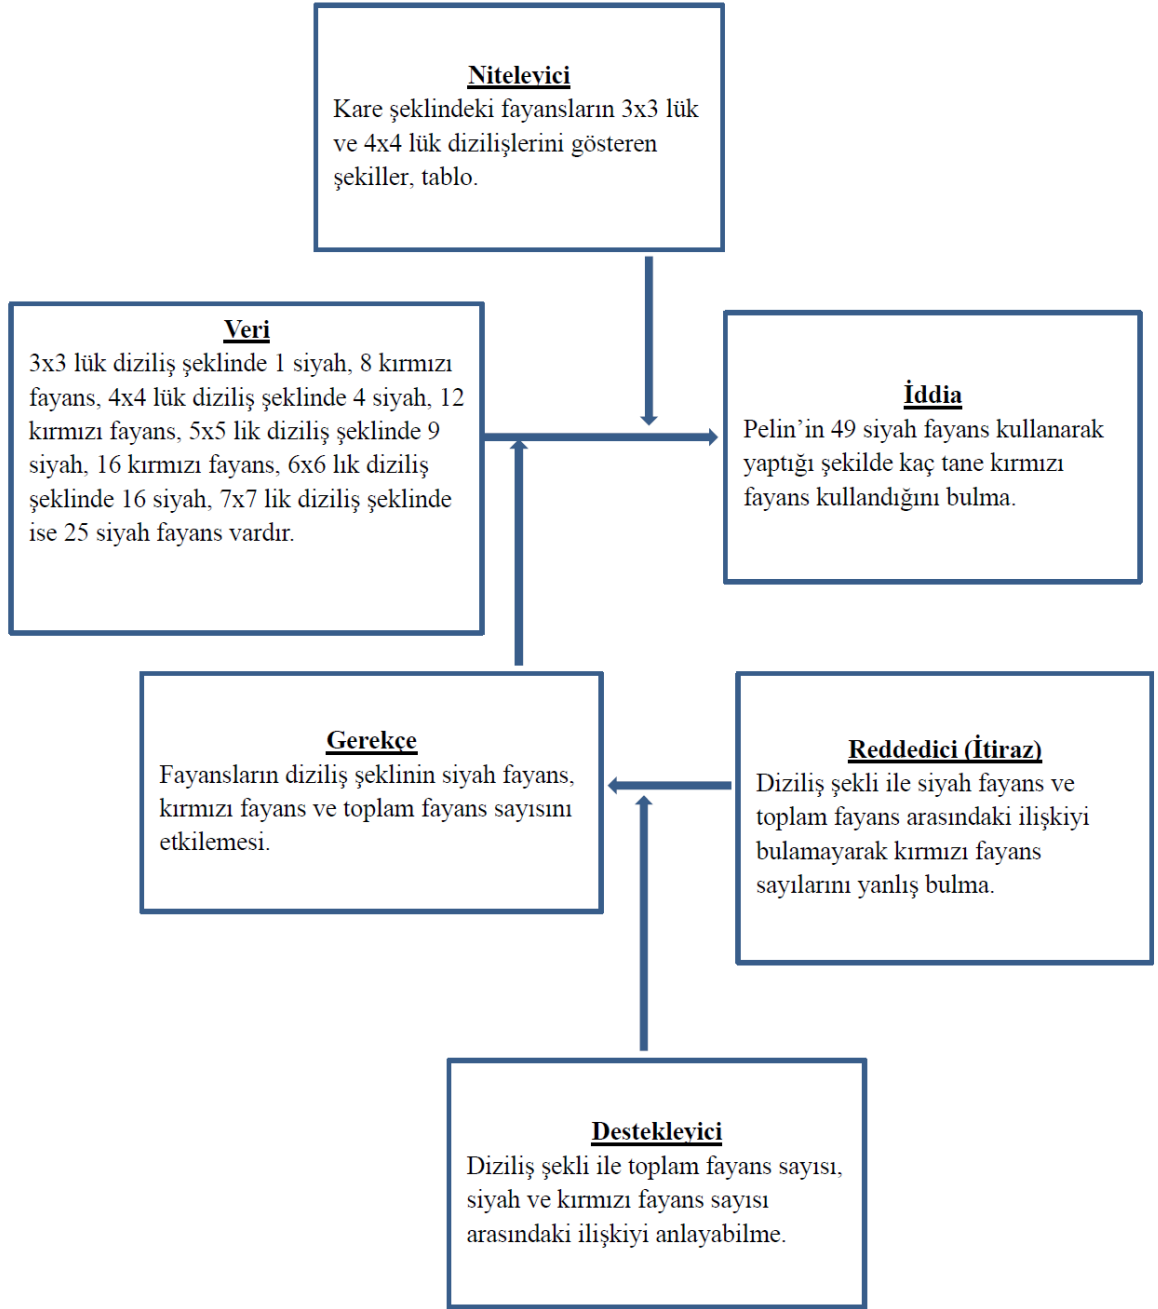 Niteleyici
Kare şeklindeki fayansların 3x3 lük
ve 4x4 lük dizilişlerini gösteren
şekiller, tablo.
Veri
3x3 lük diziliş şeklinde 1 siyah, 8 kırmızı
fayans, 4x4 lük diziliş şeklinde 4 siyah, 12
kırmızı fayans, 5x5 lik diziliş şeklinde 9
siyah, 16 kırmızı fayans, 6x6 lık diziliş
şeklinde 16 siyah, 7x7 lik diziliş şeklinde
ise 25 siyah fayans vardır.
İddia
Pelin’in 49 siyah fayans kullanarak
yaptığı şekilde kaç tane kırmızı
fayans kullandığını bulma.
Gerekçe
Fayansların diziliş şeklinin siyah fayans,
kırmızı fayans ve toplam fayans sayısını
etkilemesi.
Reddedici (İtiraz)
Diziliş şekli ile siyah fayans ve
toplam fayans arasındaki ilişkiyi
bulamayarak kırmızı fayans
sayılarını yanlış bulma.
Destekleyici
Diziliş şekli ile toplam fayans sayısı,
siyah ve kırmızı fayans sayısı
arasındaki ilişkiyi anlayabilme.